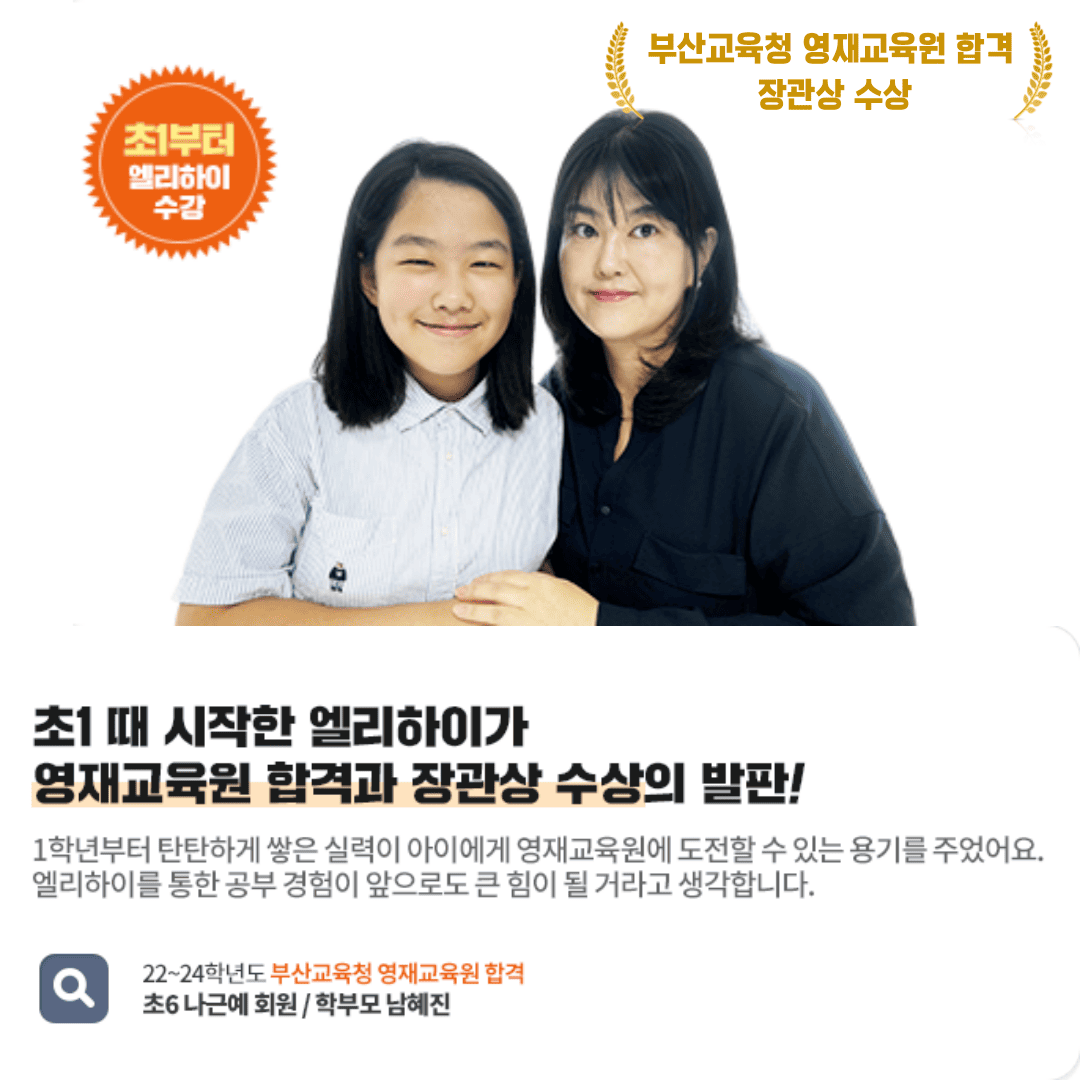 부산교육청 영재교육원 합격
장관상 수상
초1부터
엘리하이
수강
초1 때 시작한 엘리하이가
영재교육원 합격과 장관상 수상의 발판!
1학년부터 탄탄하게 쌓은 실력이 아이에게 영재교육원에 도전할 수 있는 용기를 주었어요.
엘리하이를 통한 공부 경험이 앞으로도 큰 힘이 될 거라고 생각합니다.
22~24학년도 부산교육청 영재교육원 합격
초6 나근예 회원 / 학부모 남혜진